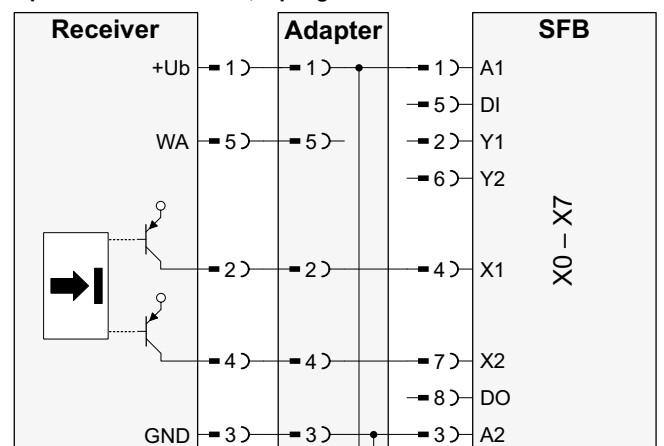 Receiver Adapter SFB
+Ub 1 1 1 A1
5 DI
WA 5 5 2 Y1
6 Y2
X0 – X7
2 2 4 X1
4 4 7 X2
8 DO
GND 3 3 3 A2